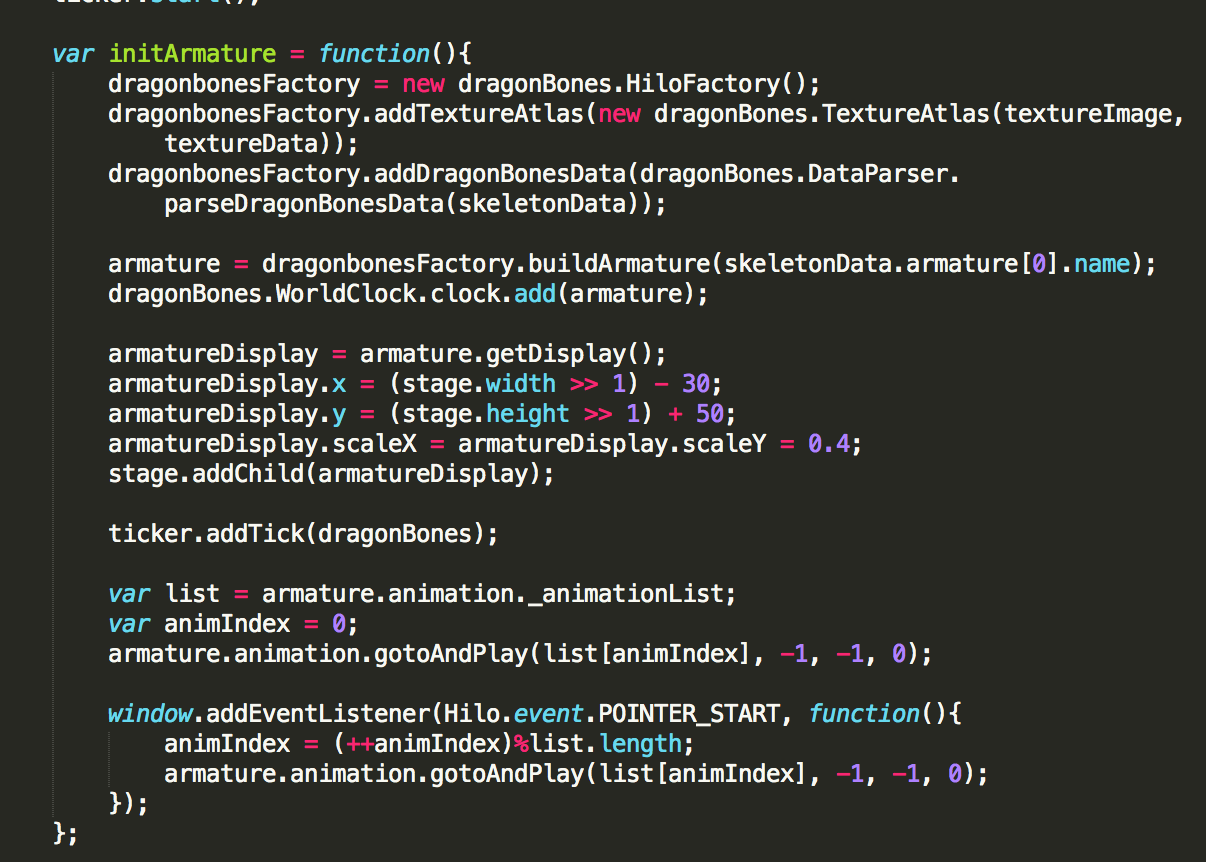 ticker.start();
var initArmature = function(){
dragonbonesFactory = new dragonBones.HiloFactory();
dragonbonesFactory.addTextureAtlas(new dragonBones.TextureAtlas(textureImage,
textureData));
dragonbonesFactory.addDragonBonesData(dragonBones.DataParser.
parseDragonBonesData(skeletonData));
armature = dragonbonesFactory.buildArmature(skeletonData.armature[0].name);
dragonBones.WorldClock.clock.add(armature);
armatureDisplay = armature.getDisplay();
armatureDisplay.x = (stage.width >> 1) - 30;
armatureDisplay.y = (stage.height >> 1) + 50;
armatureDisplay.scaleX = armatureDisplay.scaleY = 0.4;
stage.addChild(armatureDisplay);
ticker.addTick(dragonBones);
var list = armature.animation._animationList;
var animIndex = 0;
armature.animation.gotoAndPlay(list[animIndex], -1, -1, 0);
window.addEventListener(Hilo.event.POINTER_START, function(){
animIndex = (++animIndex)%list.length;
armature.animation.gotoAndPlay(list[animIndex], -1, -1, 0);
});
};